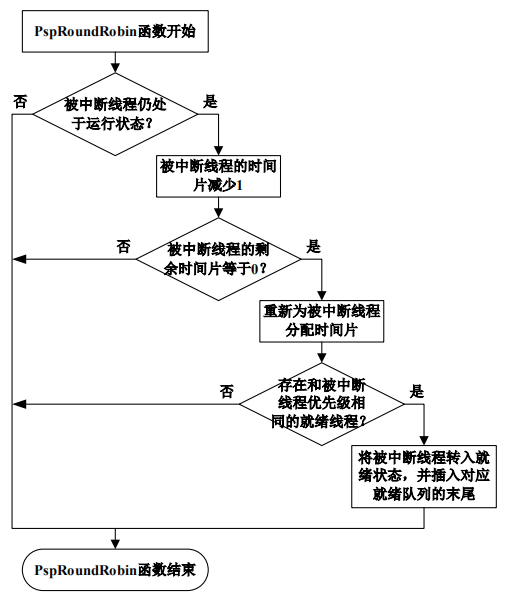 PspRoundRobin函数开始
否
被中断线程仍处
于运行状态？
是
被中断线程的时间
片减少1
否
被中断线程的剩
余时间片等于0？
是
重新为被中断线程
分配时间片
否
存在和被中断
线程优先级相
同的就绪线程？
是
将被中断线程转入就
绪状态，并插入对应
就绪队列的末尾
PspRoundRobin函数结束